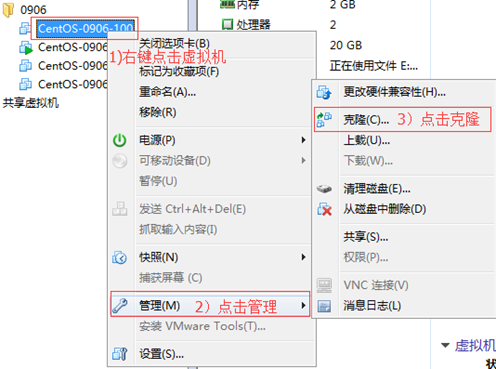 0906
CentOS-0906-100
CentOS-0906
CentOS-0906
CentOS-0906
共享虚拟机
内存
2 GB
处理器
2
20 GB
正在使用文件 E:...
1)右键点击虚拟机
关闭选项卡(B)
标记为收藏项(F)
重命名(A)...
移除(R)
电源(P)
可移动设备(D)
暂停(U)
发送 Ctrl+Alt+Del(E)
抓取输入内容(I)
快照(N)
捕获屏幕 (C)
管理(M)
2）点击管理
安装 VMware Tools(T)...
设置(S)...
更改硬件兼容性(H)...
克隆(C)...
3）点击克隆
上载(U)...
下载(W)...
清理磁盘(E)...
从磁盘中删除(D)
共享(S)...
权限(P)...
VNC 连接(V)
消息日志(L)
虚拟机